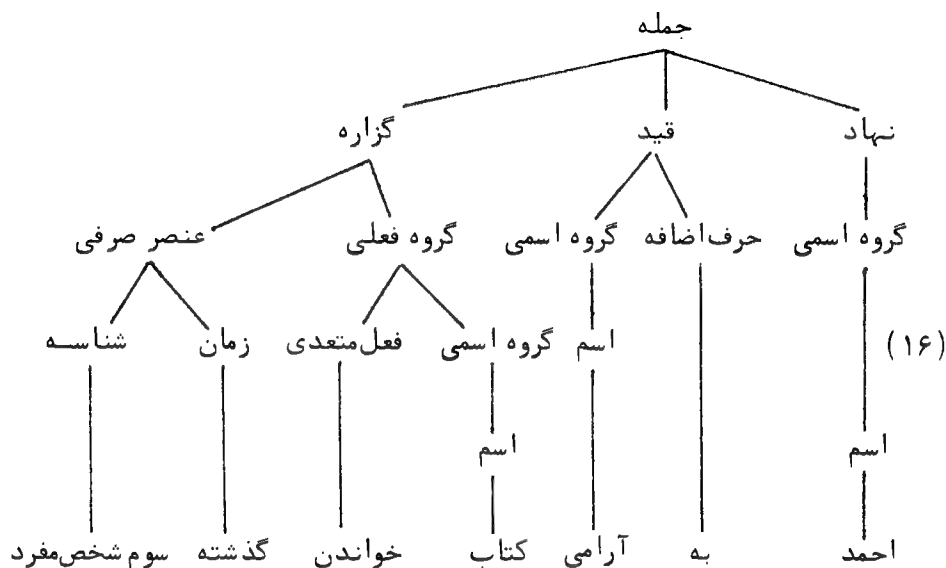 جمله
نهاد قید گزاره
گروه اسمی حرف‌اضافه گروه اسمی گروه فعلی عنصر صرفی
(۱۶) اسم گروه اسمی فعل‌متعدی زمان شناسه
اسم اسم
احمد به آرامی کتاب خواندن گذشته سوم شخص‌مفرد